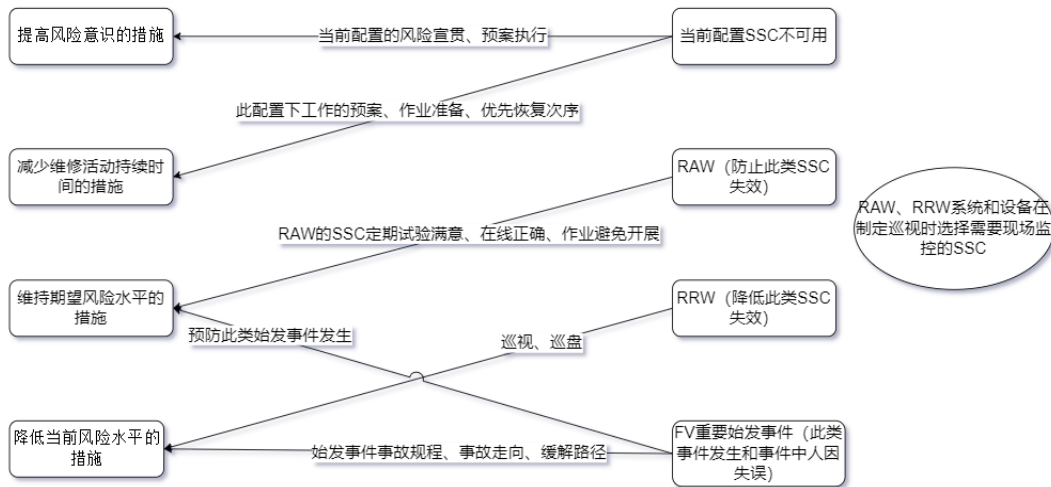 提高风险意识的措施
当前配置的风险宣贯、预案执行
当前配置SSC不可用
此配置下工作的预案、作业准备、优先恢复次序
减少维修活动持续时
间的措施
RAW（防止此类SSC
失效）
RAW、RRW系统和设备在
制定巡视时选择需要现场监
控的SSC
RAW的SSC定期试验满意、在线正确、作业避免开展
维持期望风险水平的
措施
RRW（降低此类SSC
失效）
预防此类始发事件发生
巡视、巡盘
降低当前风险水平的
措施
始发事件事故规程、事故走向、缓解路径
FV重要始发事件（此类
事件发生和事件中人因
失误）